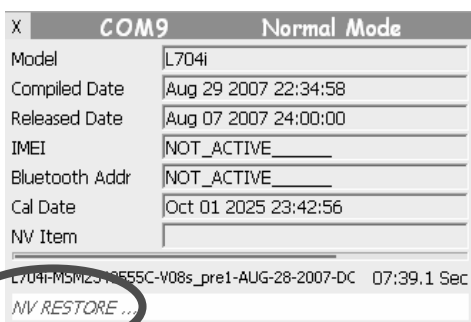 X COM9 Normal Mode
Model L704i
Compiled Date Aug 29 2007 22:34:58
Released Date Aug 07 2007 24:00:00
IMEI NOT_ACTIVE______
Bluetooth Addr NOT_ACTIVE______
Cal Date Oct 01 2025 23:42:56
NV Item
07:39.1 Sec
NV RESTORE ...